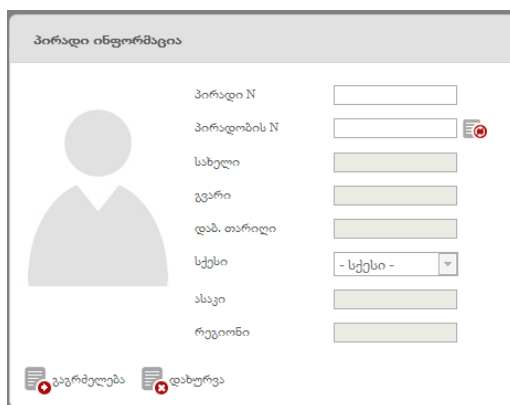 პირადი ინფორმაცია
პირადი N
პირადობის N
სახელი
გვარი
დაბ. თარიღი
სქესი
- სქესი -
ასაკი
რეგიონი
გაგრძელება
დახურვა